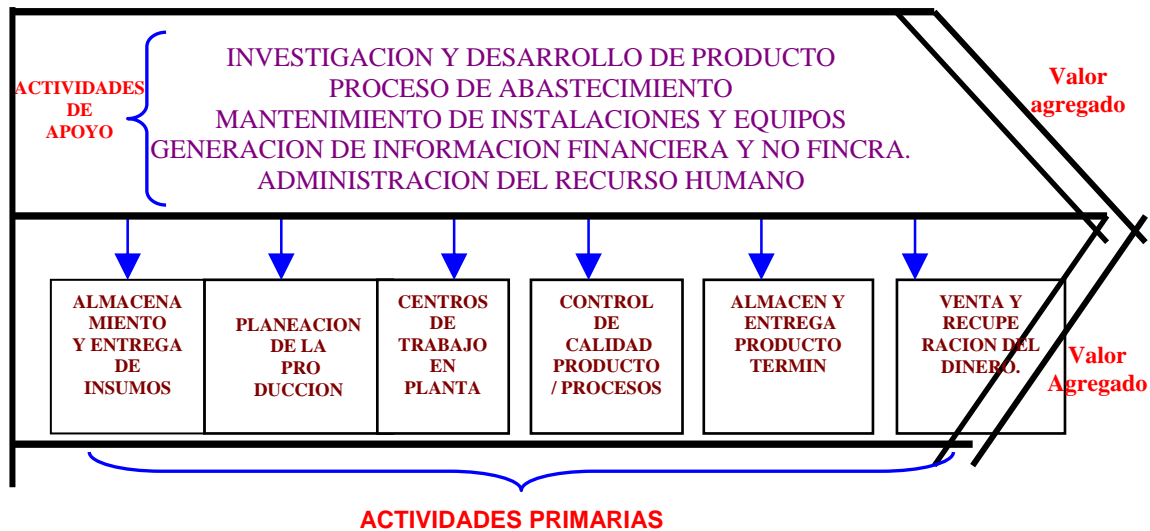 ACTIVIDADES
DE
APOYO
INVESTIGACION Y DESARROLLO DE PRODUCTO
PROCESO DE ABASTECIMIENTO
MANTENIMIENTO DE INSTALACIONES Y EQUIPOS
GENERACION DE INFORMACION FINANCIERA Y NO FINCRA.
ADMINISTRACION DEL RECURSO HUMANO
Valor
agregado
ALMACENA
MIENTO
Y ENTREGA
DE
INSUMOS
PLANEACION
DE LA
PRO
DUCCION
CENTROS
DE
TRABAJO
EN
PLANTA
CONTROL
DE
CALIDAD
PRODUCTO
/ PROCESOS
ALMACEN Y
ENTREGA
PRODUCTO
TERMIN
VENTA Y
RECUPE
RACION DEL
DINERO.
Valor
Agregado
ACTIVIDADES PRIMARIAS